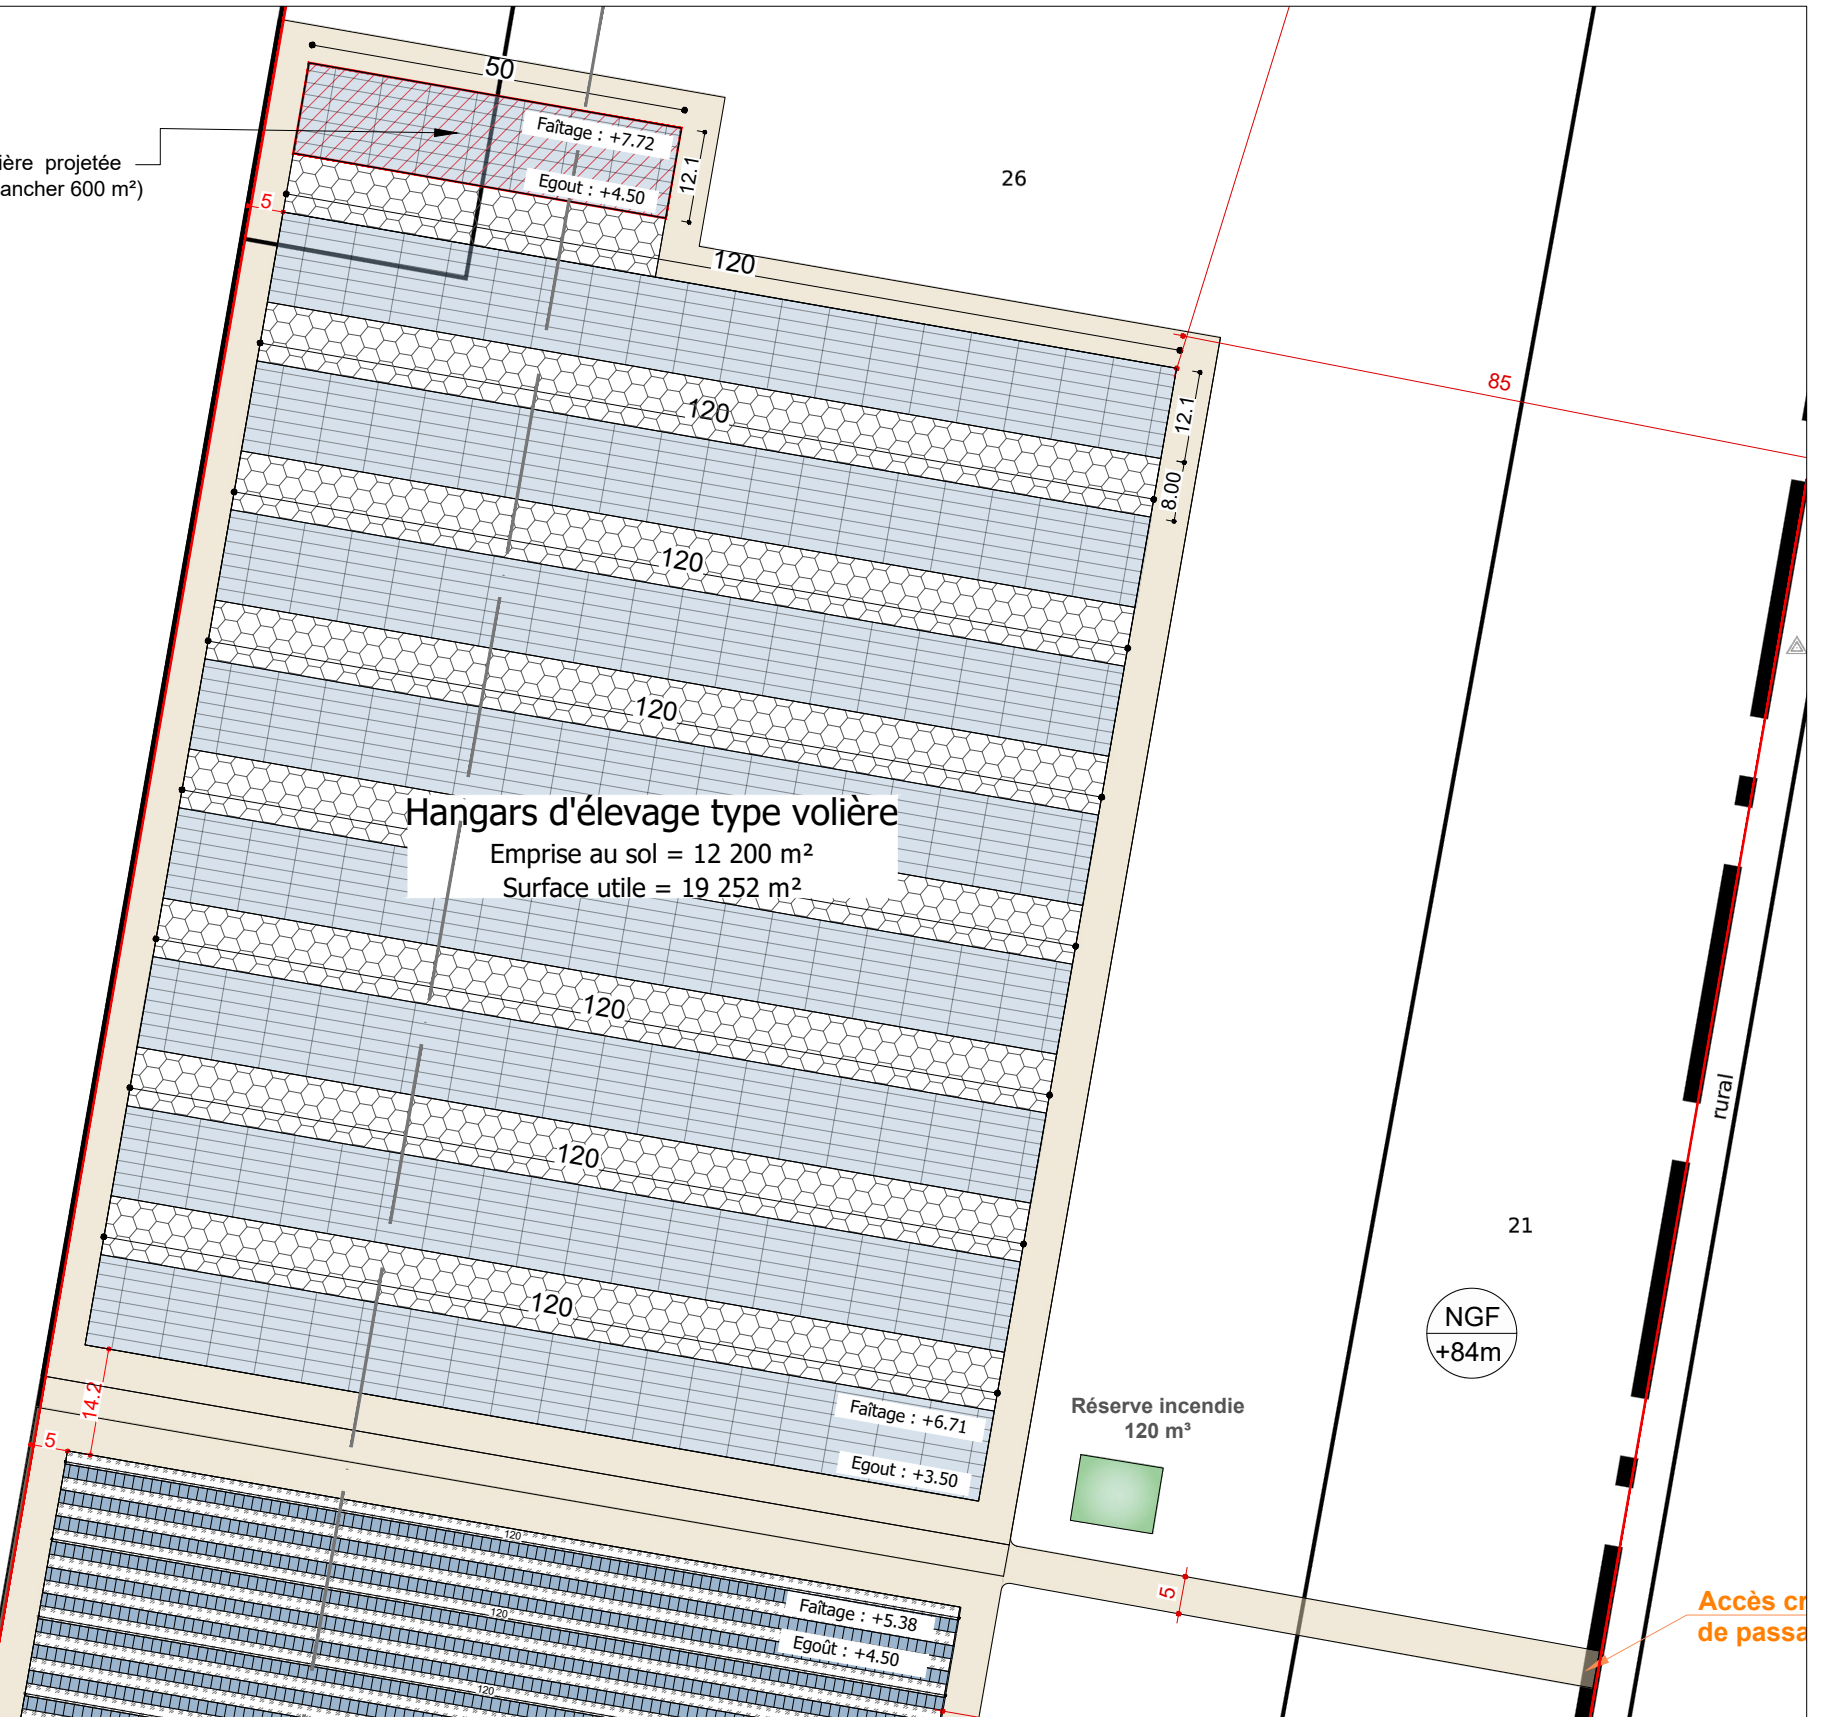 50
Faîtage : +7.72
ière projetée
ancher 600 m²)
12.1
Egout : +4.50
26
5
120
85
12.1
120
8.00
120
120
Hangars d'élevage type volière
Emprise au sol = 12 200 m²
Surface utile = 19 252 m²
120
rural
120
21
120
NGF
+84m
14.2
Faîtage : +6.71
Réserve incendie
120 m³
5
Egout : +3.50
120
5
Faîtage : +5.38
Accès cr
de passa
120
Egoût : +4.50
120